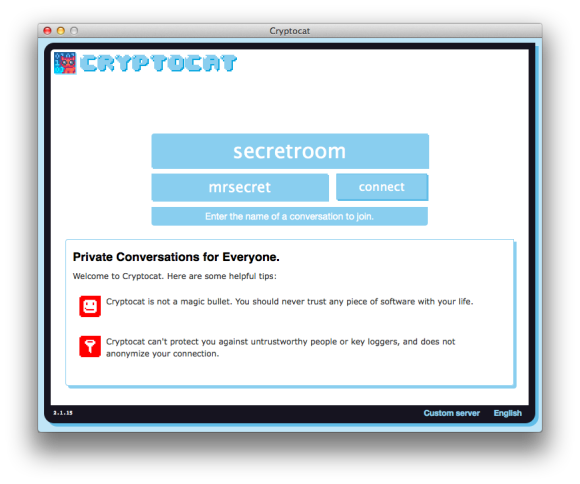 Cryptocat
CRYPTOCAT
secretroom
mrsecret
connect
Enter the name of a conversation to join.
Private Conversations for Everyone.
Welcome to Cryptocat. Here are some helpful tips:
Cryptocat is not a magic bullet. You should never trust any piece of software with your life.
Cryptocat can't protect you against untrustworthy people or key loggers, and does not
anonymize your connection.
2.1.15
Custom server
English